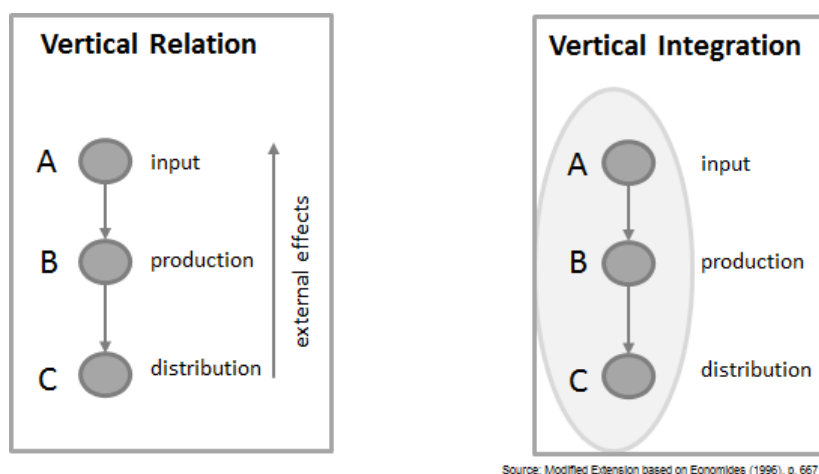 Vertical Relation
A
input
B
production
C
distribution
external effects
Vertical Integration
A
input
B
production
C
distribution
Source: Modified Extension based on Eonomides (1996), p. 667